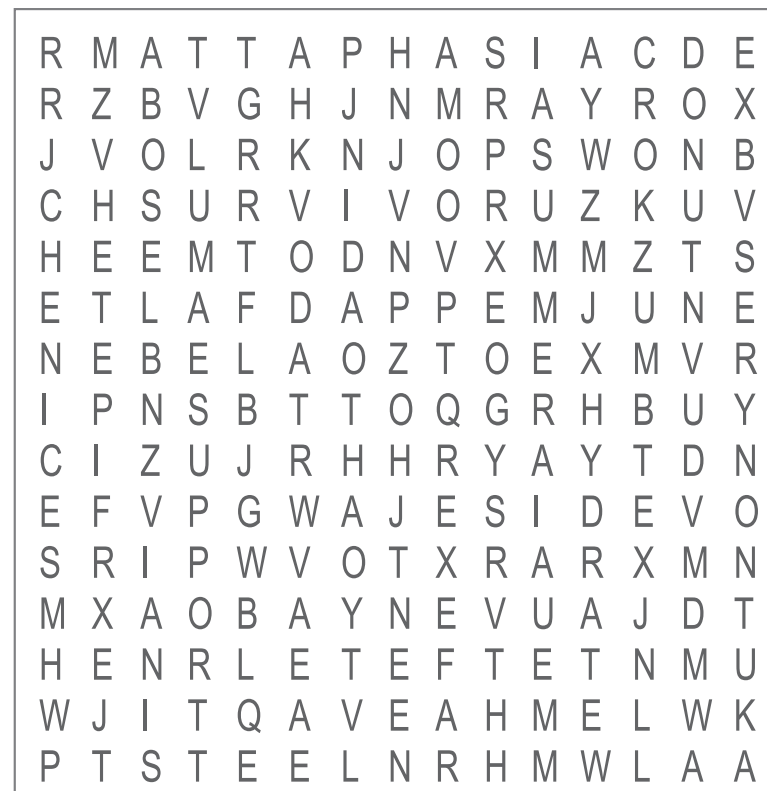 R M A T T A P H A S I A C D E
R Z B V G H J N M R A Y R O X
J V O L R K N J O P S W O N B
C H S U R V I V O R U Z K U V
H E E M T O D N V X M M Z T S
E T L A F D A P P E M J U N E
N E B E L A O Z T O E X M V R
I P N S B T T O Q G R H B U Y
C I Z U J R H H R Y A Y T D N
E F V P G W A J E S I D E V O
S R I P W V O T X R A R X M N
M X A O B A Y N E V U A J D T
H E N R L E T E F T E T N M U
W J I T Q A V E A H M E L W K
P T S T E E L N R H M W L A A